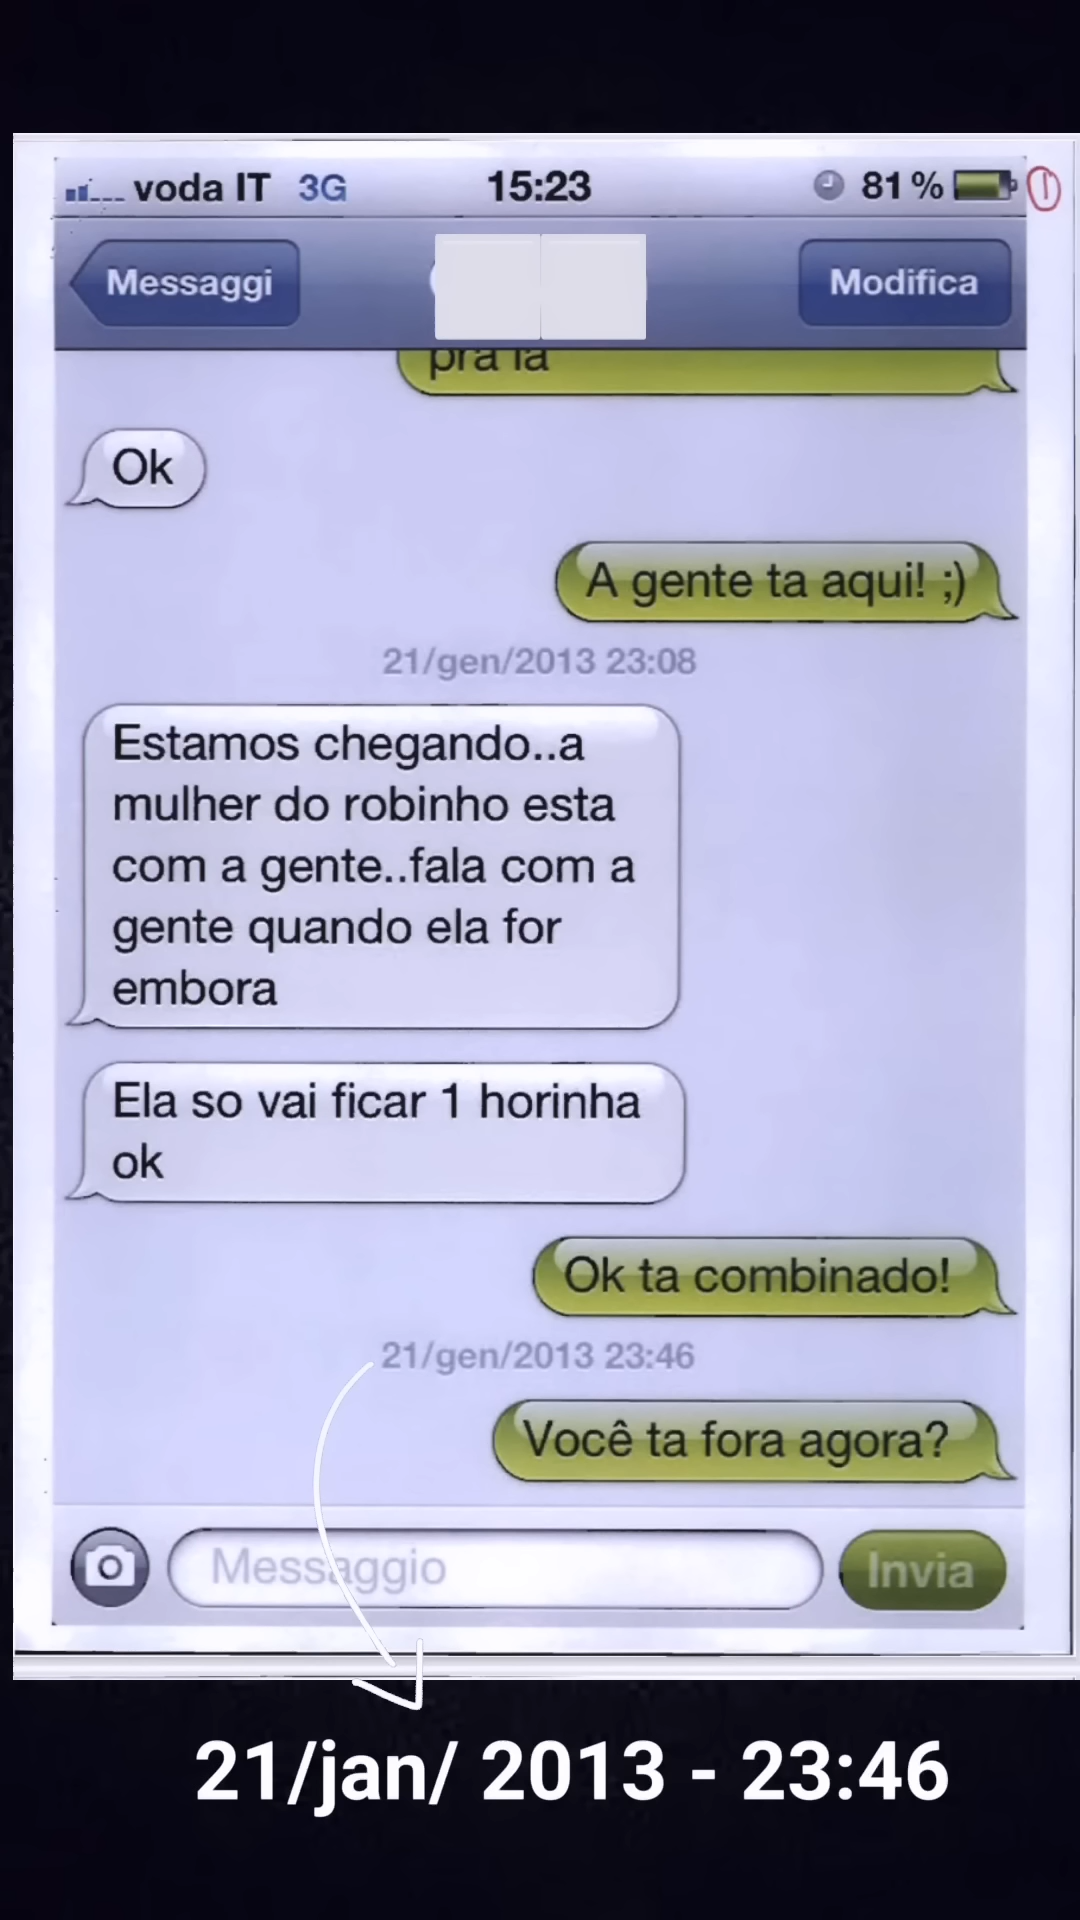 voda IT 3G 15:23 81 %
1
Messaggi Modifica
pra la
Ok
A gente ta aqui! ;)
21/gen/2013 23:08
Estamos chegando..a
mulher do robinho esta
com a gente..fala com a
gente quando ela for
embora
Ela so vai ficar 1 horinha
ok
Ok ta combinado!
21/gen/2013 23:46
Você ta fora agora?
Messaggio Invia
21/jan/ 2013 - 23:46